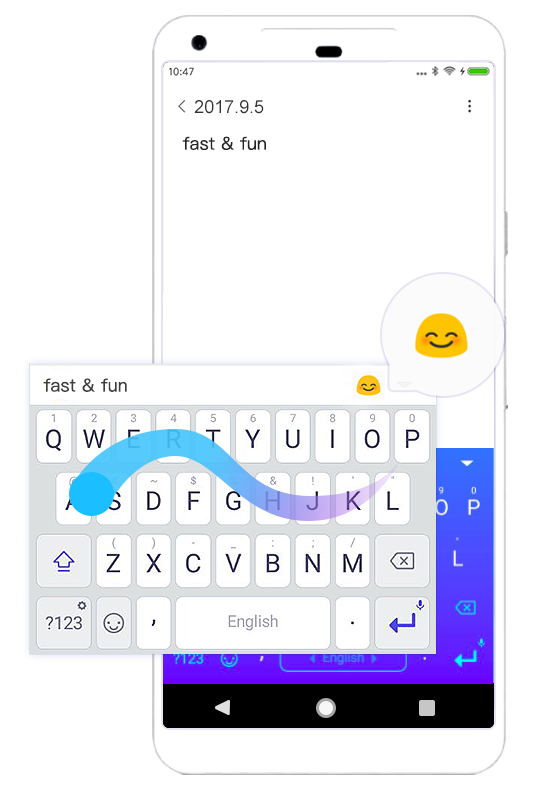 10:47
2017.9.5
fast & fun
fast & fun
1 2 3 4 5 6 7 8 9 0
Q W E R T Y U I O P
9 0
O P
@ ~ $ & ! ' "
A S D F G H J K L
L
( ) - _ : ; /
Z X C V B N M
?123 , English .
?123 , English .